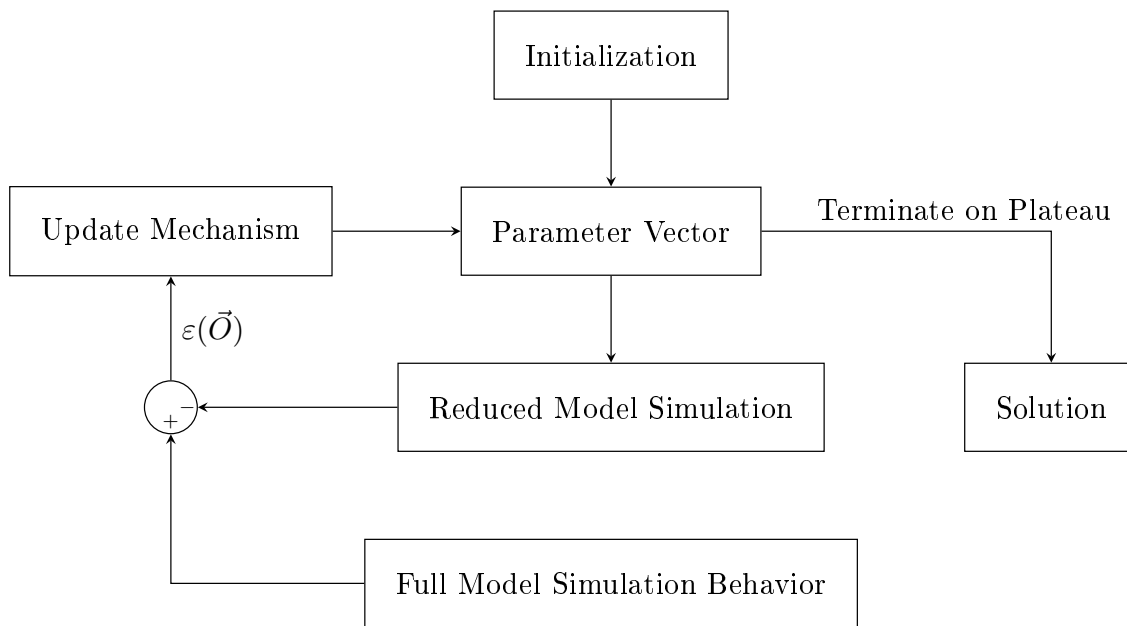 Initialization
Update Mechanism
Parameter Vector
Terminate on Plateau
ε(O⃗)
Reduced Model Simulation
Solution
−
+
Full Model Simulation Behavior